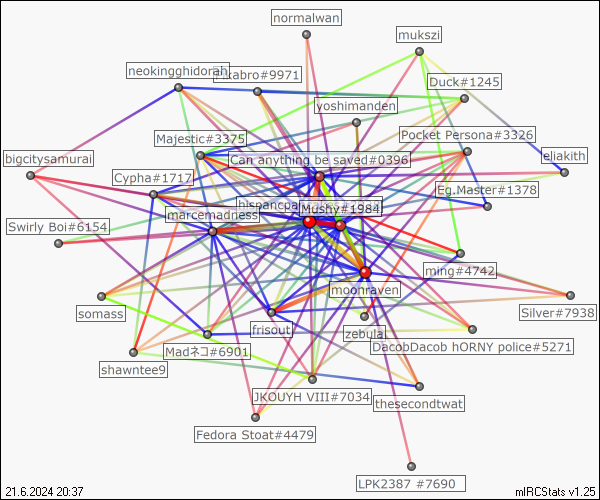 normalwan
mukszi
neokingghidorah
kabro#9971
Duck#1245
yoshimanden
Majestic#3375
Pocket Persona#3326
bigcitysamurai
Can anything be saved#0396
eliakith
Cypha#1717
Eg.Master#1378
hispancpa
Mushy#1984
marcemadness
Swirly Boi#6154
ming#4742
moonraven
somass
Silver#7938
frisout
zebula
DacobDacob hORNY police#5271
Madネコ#6901
shawntee9
JKOUYH VIII#7034
thesecondtwat
Fedora Stoat#4479
LPK2387 #7690
21.6.2024 20:37
mIRCStats v1.25